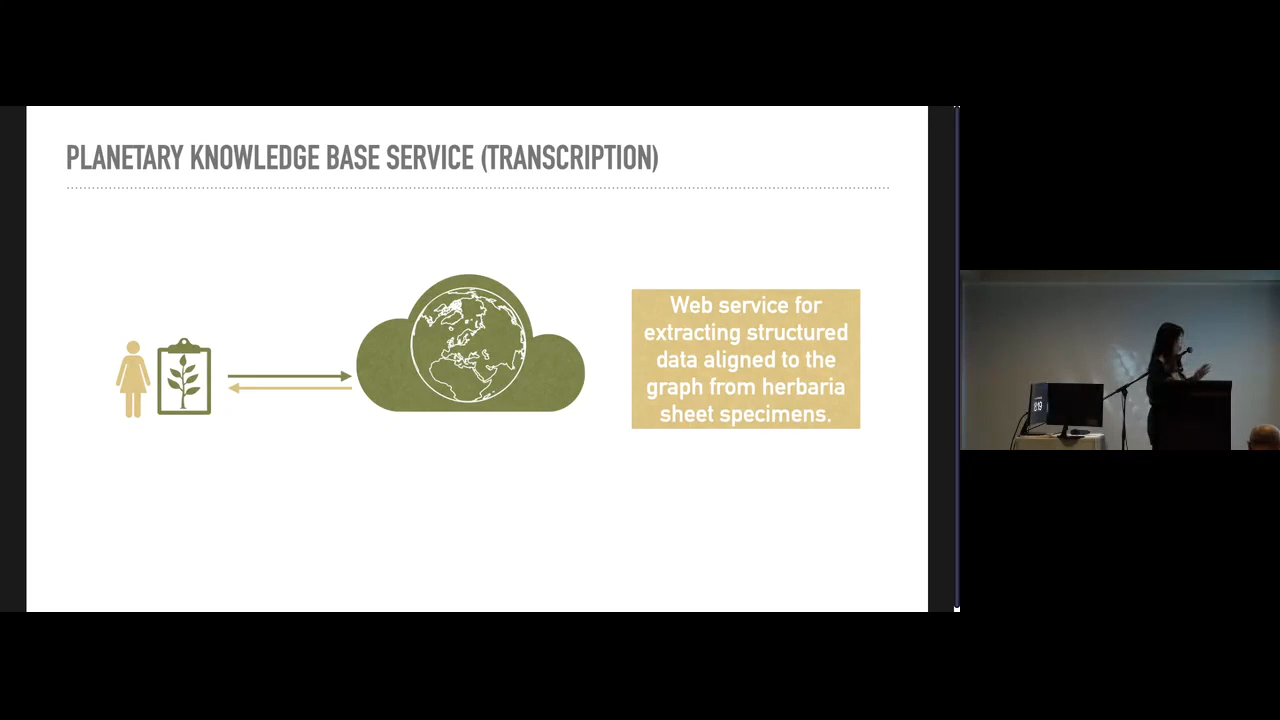 PLANETARY KNOWLEDGE BASE SERVICE (TRANSCRIPTION)
Web service for
extracting structured
data aligned to the
graph from herbaria
sheet specimens.